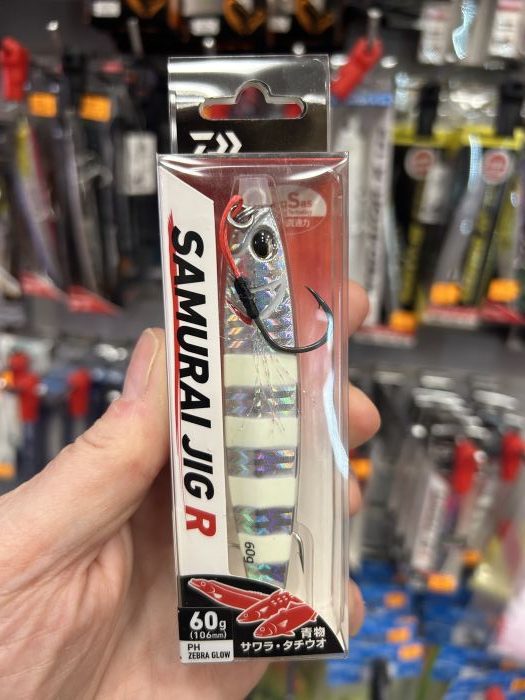 SAMURAI JIG R
60g
60g
(106mm)
PH
ZEBRA GLOW
青物
サワラ・タチウオ